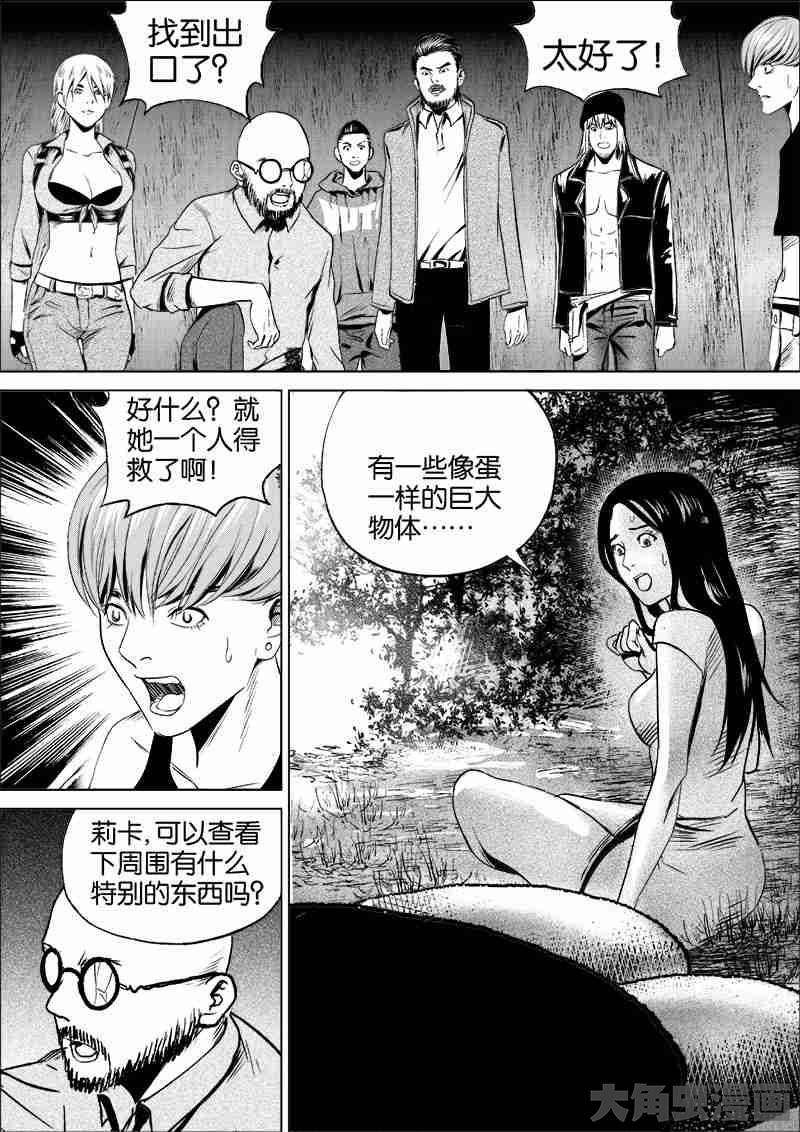 找到出
口了？
太好了！
好什么？就
她一个人得
救了啊！
有一些像蛋
一样的巨大
物体……
莉卡,可以查看
下周围有什么
特别的东西吗？
大角虫漫画